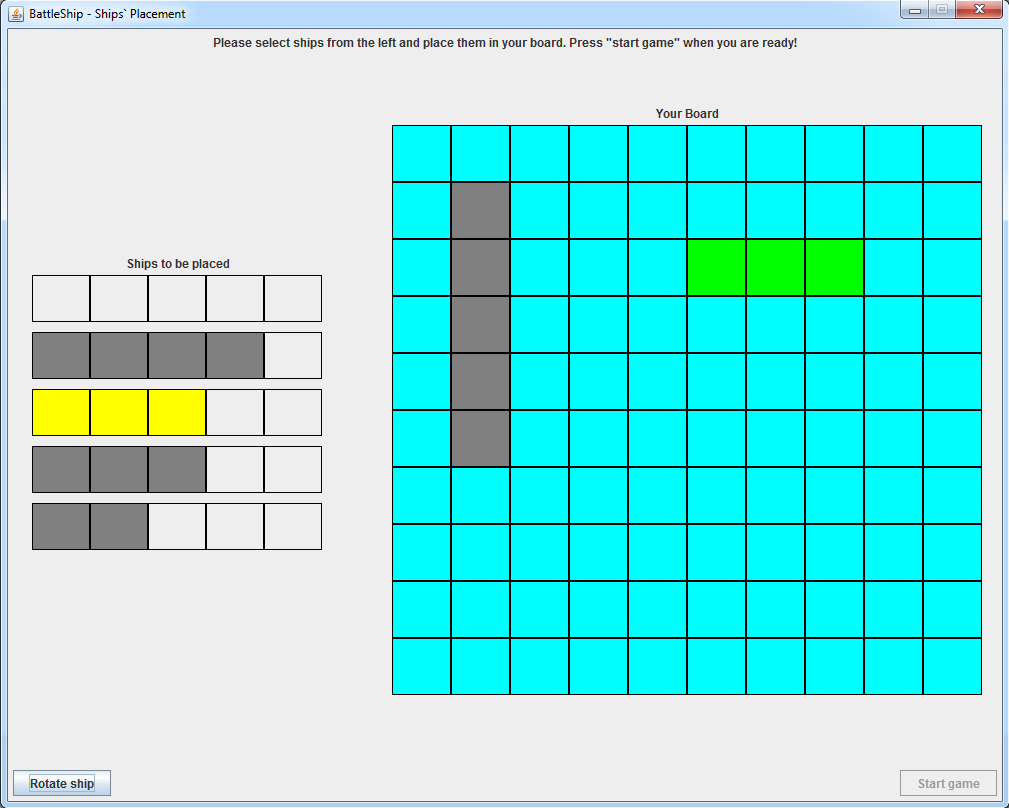 BattleShip - Ships` Placement
Please select ships from the left and place them in your board. Press "start game" when you are ready!
Your Board
Ships to be placed
Rotate ship
Start game